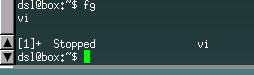 dsl@box:~$ fg
vi

[1]+  Stopped                 vi
dsl@box:~$